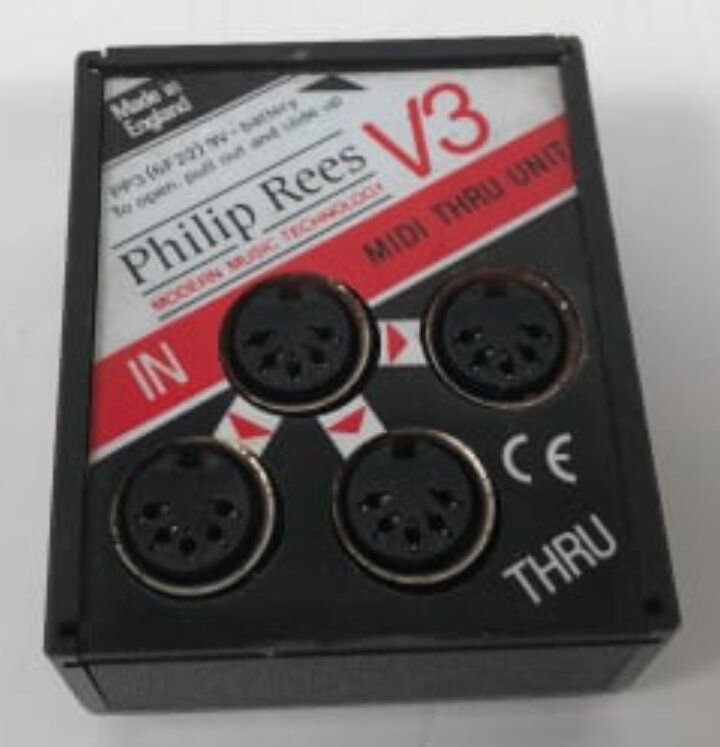 Made in
England
PP3 (6F22) 9V- battery
To open, pull out and slide up
Philip Rees
MODERN MUSIC TECHNOLOGY
V3
MIDI THRU UNIT
IN
CE
THRU